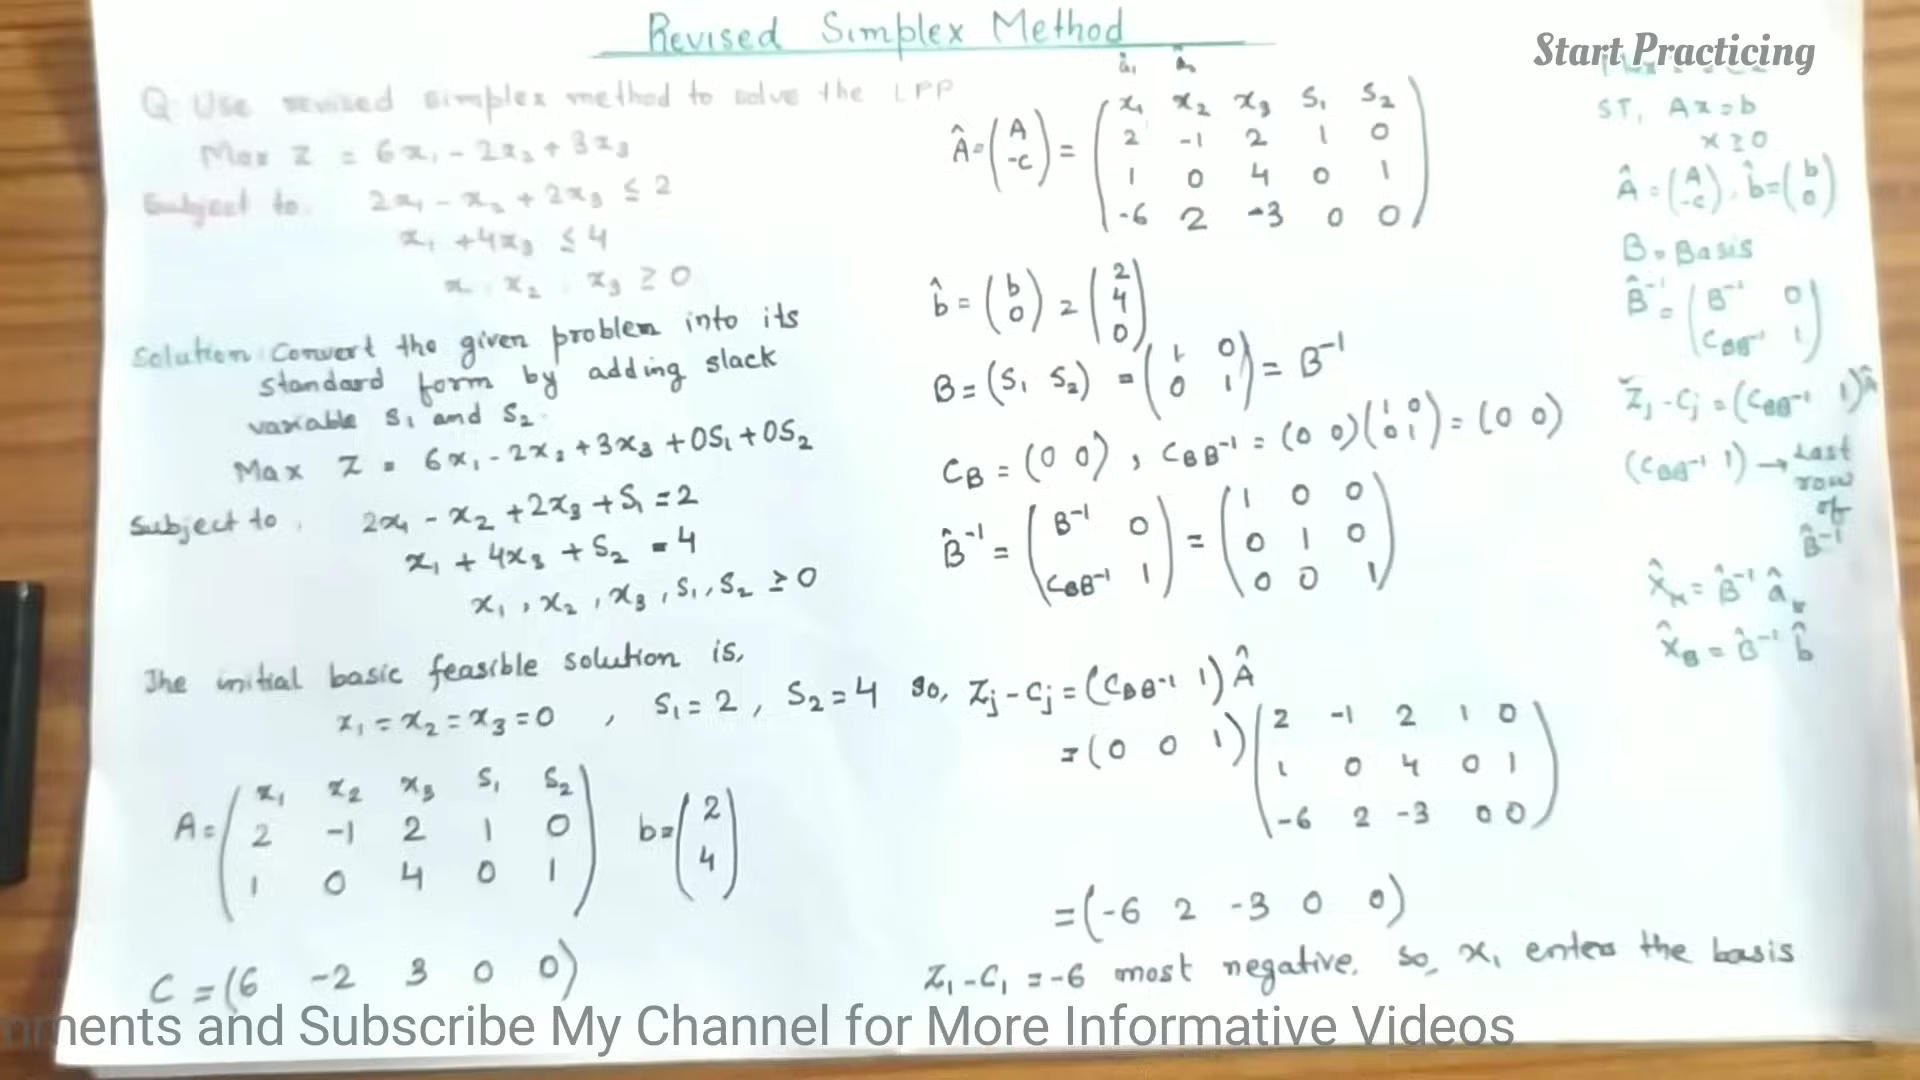 Revised Simplex Method
Start Practicing
Q Use revised simplex method to solve the LPP
Max Z = 6x₁ - 2x₂ + 3x₃
Subject to. 2x₁ - x₂ + 2x₃ ≤ 2
x₁ + 4x₃ ≤ 4
x₂, x₃ ≥ 0
Solution: Convert the given problem into its
standard form by adding slack
variable S₁ and S₂.
Max Z = 6x₁ - 2x₂ + 3x₃ + 0S₁ + 0S₂
Subject to, 2x₁ - x₂ + 2x₃ + S₁ = 2
x₁ + 4x₃ + S₂ = 4
x₁, x₂, x₃, S₁, S₂ ≥ 0
The initial basic feasible solution is,
x₁ = x₂ = x₃ = 0 , S₁ = 2, S₂ = 4
x₁ x₂ x₃ S₁ S₂
A = ( 2 -1 2 1 0
1 0 4 0 1 ) b = ( 2
4 )
C = (6 -2 3 0 0)
â₁
x₁ x₂ x₃ S₁ S₂
Â = ( A
-C ) = ( 2 -1 2 1 0
1 0 4 0 1
-6 2 -3 0 0 )
b̂ = ( b
0 ) = ( 2
4
0 )
B = (S₁ S₂) = ( 1 0
0 1 ) = B⁻¹
C_B = (0 0) , C_B B⁻¹ = (0 0) ( 1 0
0 1 ) = (0 0)
B̂⁻¹ = ( B⁻¹ 0
C_B B⁻¹ 1 ) = ( 1 0 0
0 1 0
0 0 1 )
So, Zj - Cj = (C_B B⁻¹ 1) Â
= (0 0 1) ( 2 -1 2 1 0
1 0 4 0 1
-6 2 -3 0 0 )
= (-6 2 -3 0 0)
Z₁ - C₁ = -6 most negative. So, x₁ enters the basis
ST, Ax = b
x ≥ 0
Â = ( A
-C ), b̂ = ( b
0 )
B = Basis
B̂⁻¹ = ( B⁻¹ 0
C_B B⁻¹ 1 )
Zj - Cj = (C_B B⁻¹ 1) Â
(C_B B⁻¹ 1) → Last
row
of
B̂⁻¹
B̂⁻¹ â
x̂_B = B̂⁻¹ b̂
and Subscribe My Channel for More Informative Videos